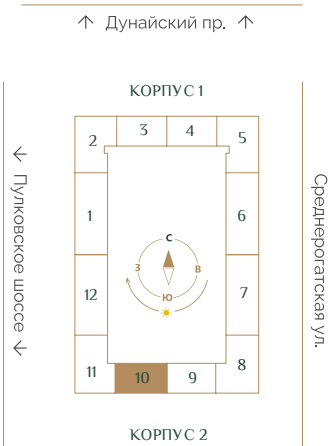 ↑ Дунайский пр. ↑
КОРПУС 1
2 3 4 5
← Пулковское шоссе ←
1
6
Среднерогатская ул.
С
З
В
Ю
12
7
11
10
9
8
КОРПУС 2